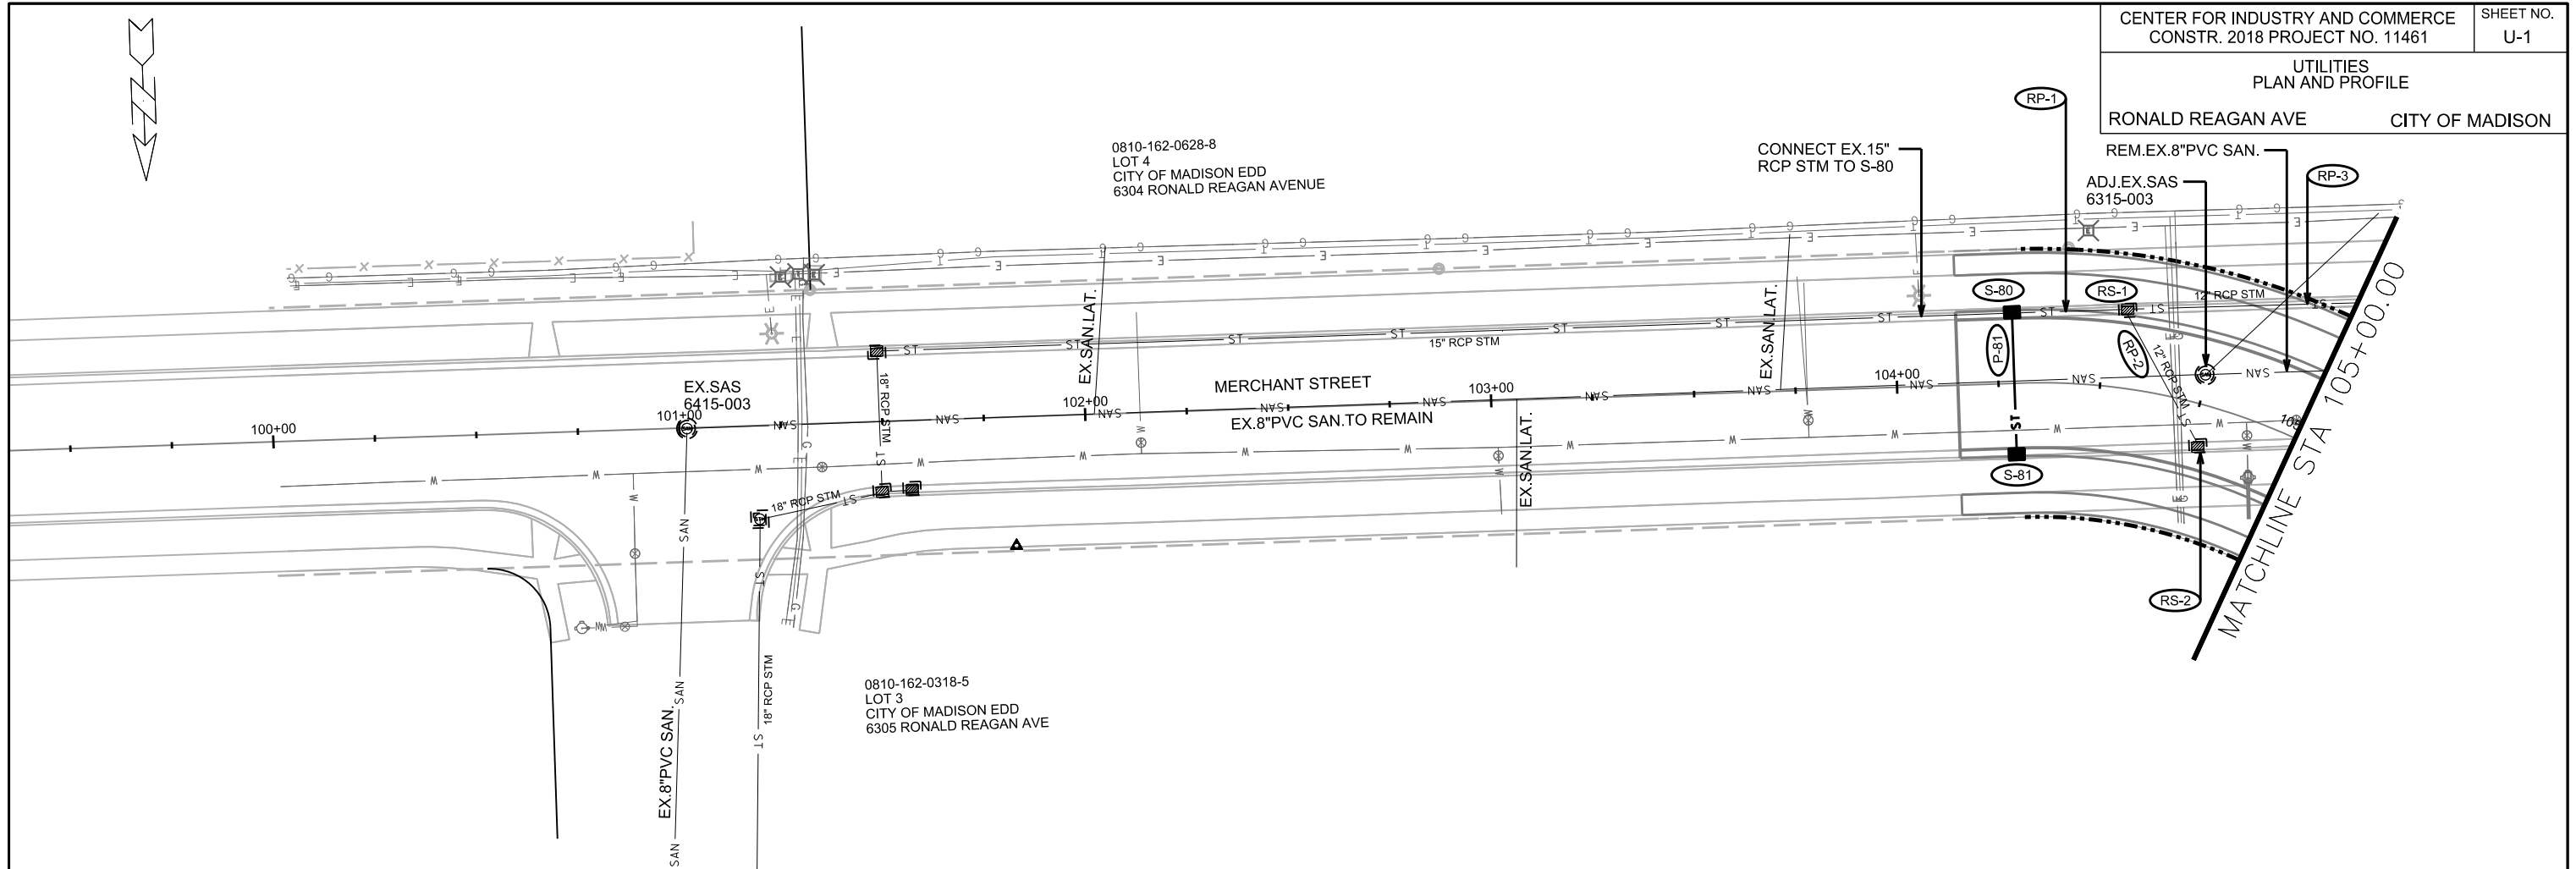 CENTER FOR INDUSTRY AND COMMERCE
CONSTR. 2018 PROJECT NO. 11461
SHEET NO.
U-1
UTILITIES
PLAN AND PROFILE
RONALD REAGAN AVE
CITY OF MADISON
RP-1
CONNECT EX.15"
RCP STM TO S-80
REM.EX.8"PVC SAN.
ADJ.EX.SAS
6315-003
RP-3
0810-162-0628-8
LOT 4
CITY OF MADISON EDD
6304 RONALD REAGAN AVENUE
S-80
RS-1
12" RCP STM
P-81
RP-2
12" RCP STM
EX.SAN.LAT.
EX.SAN.LAT.
15" RCP STM
18" RCP STM
EX.SAS
6415-003
MERCHANT STREET
100+00
101+00
102+00
103+00
104+00
105
EX.8"PVC SAN.TO REMAIN
EX.SAN.LAT.
ST
S-81
18" RCP STM
RS-2
MATCHLINE STA 105+00.00
18" RCP STM
EX.8"PVC SAN.
SAN
SAN
SAN
ST
ST
0810-162-0318-5
LOT 3
CITY OF MADISON EDD
6305 RONALD REAGAN AVE